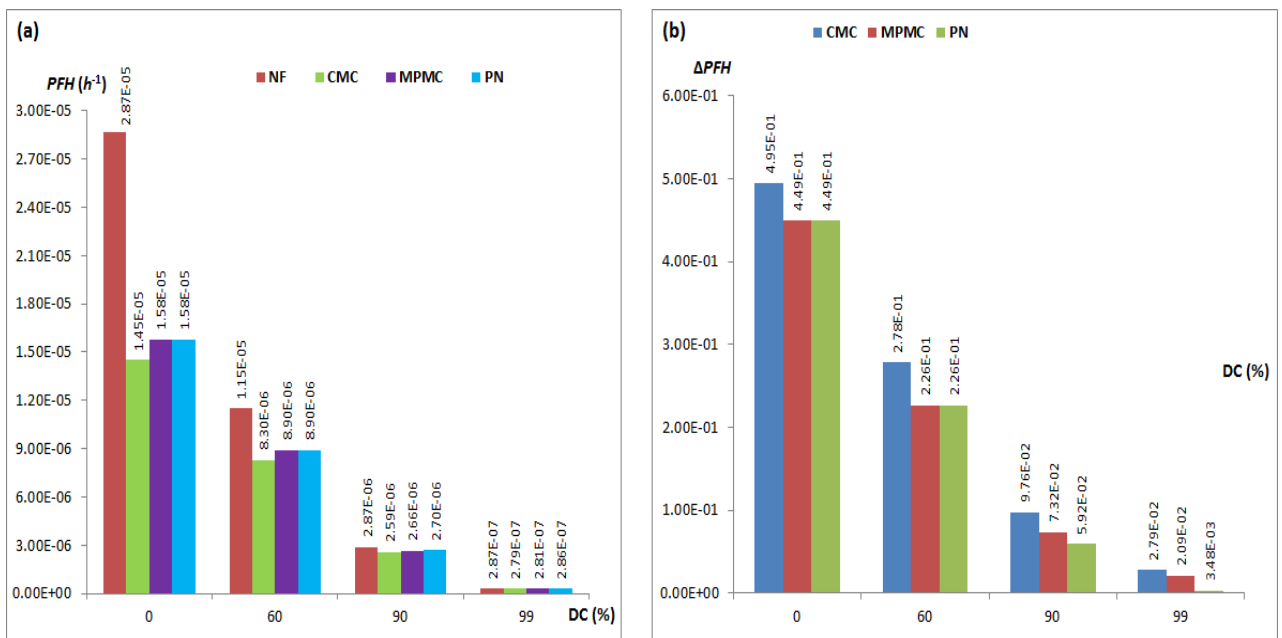 (a)
NF CMC MPMC PN
PFH (h⁻¹)
3.00E-05
2.70E-05
2.40E-05
2.10E-05
1.80E-05
1.50E-05
1.20E-05
9.00E-06
6.00E-06
3.00E-06
0.00E+00
2.87E-05
1.45E-05
1.58E-05
1.58E-05
1.15E-05
8.30E-06
8.90E-06
8.90E-06
2.87E-06
2.59E-06
2.66E-06
2.70E-06
2.87E-07
2.79E-07
2.81E-07
2.86E-07
0 60 90 99 DC (%)
(b)
CMC MPMC PN
ΔPFH
6.00E-01
5.00E-01
4.00E-01
3.00E-01
2.00E-01
1.00E-01
0.00E+00
4.95E-01
4.49E-01
4.49E-01
2.78E-01
2.26E-01
2.26E-01
9.76E-02
7.32E-02
5.92E-02
2.79E-02
2.09E-02
3.48E-03
DC (%)
0 60 90 99